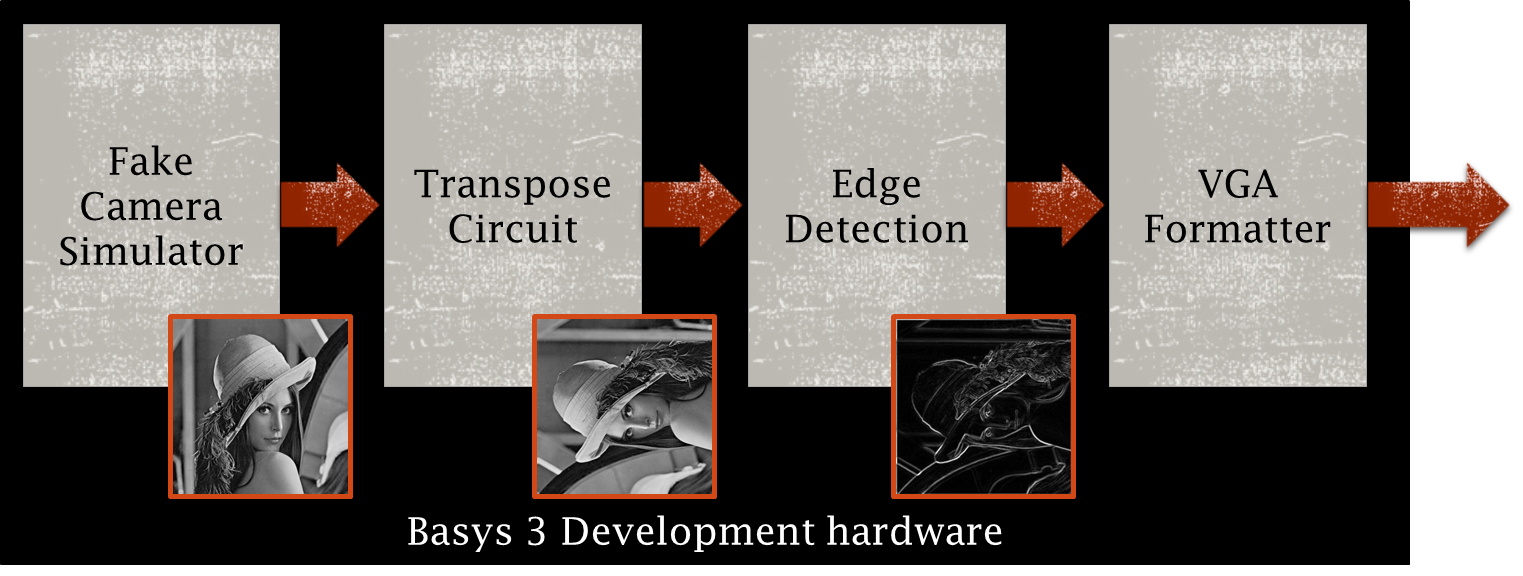 Fake
Camera
Simulator
Transpose
Circuit
Edge
Detection
VGA
Formatter
Basys 3 Development hardware